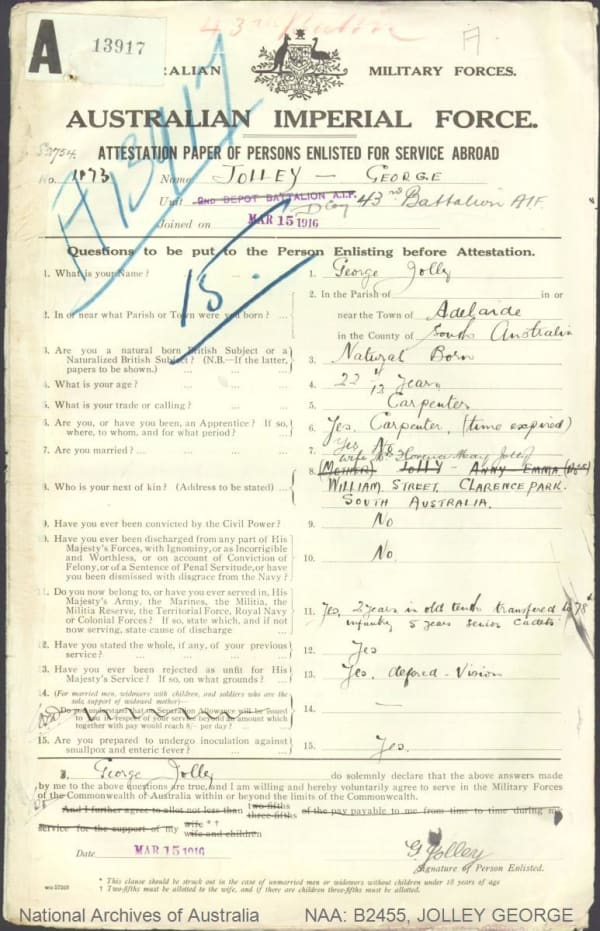 43rd Battn
A
13917
A
AUSTRALIAN MILITARY FORCES.
A13917
AUSTRALIAN IMPERIAL FORCE.
S2754 ATTESTATION PAPER OF PERSONS ENLISTED FOR SERVICE ABROAD
No. 1873 Name JOLLEY — GEORGE
Unit 2ND DEPOT BATTALION A.I.F. 43rd Battalion AIF.
D Coy
Joined on MAR 15 1916
Questions to be put to the Person Enlisting before Attestation.
15.
1. What is your Name? ... ... 1. George Jolly
2. In or near what Parish or Town were you born? ... 2. In the Parish of in or
near the Town of Adelaide
in the County of South Australia
3. Are you a natural born British Subject or a Naturalized British Subject? (N.B.—If the latter, papers to be shown.) ... ... 3. Natural Born
4. What is your age? ... ... 4. 22 4/12 Years
5. What is your trade or calling? ... ... 5. Carpenter
6. Are you, or have you been, an Apprentice? If so, where, to whom, and for what period? ... 6. Yes. Carpenter. (time expired)
7. Are you married? ... ... ... 7. Yes No
wife Florence May Jolly
8. Who is your next of kin? (Address to be stated) ... 8. (MOTHER) JOLLY - ANNY EMMA (Mrs)
WILLIAM STREET, CLARENCE PARK.
SOUTH AUSTRALIA.
9. Have you ever been convicted by the Civil Power? 9. No
10. Have you ever been discharged from any part of His Majesty's Forces, with Ignominy, or as Incorrigible and Worthless, or on account of Conviction of Felony, or of a Sentence of Penal Servitude, or have you been dismissed with disgrace from the Navy? 10. No.
11. Do you now belong to, or have you ever served in, His Majesty's Army, the Marines, the Militia, the Militia Reserve, the Territorial Force, Royal Navy or Colonial Forces? If so, state which, and if not now serving, state cause of discharge ... 11. Yes, 2 years in old tenth transfered to 78th
infantry 5 years senior Cadets
12. Have you stated the whole, if any, of your previous service? ... ... ... 12. Yes
13. Have you ever been rejected as unfit for His Majesty's Service? If so, on what grounds? ... 13. Yes, defered - Vision
14. (For married men, widowers with children, and soldiers who are the sole support of widowed mother)—
Do you understand that no Separation Allowance will be issued to you in respect of your service beyond an amount which together with pay would reach 8/- per day? ... 14. —
15. Are you prepared to undergo inoculation against smallpox and enteric fever? ... ... 15. Yes.
I, George Jolley do solemnly declare that the above answers made
by me to the above questions are true, and I am willing and hereby voluntarily agree to serve in the Military Forces
of the Commonwealth of Australia within or beyond the limits of the Commonwealth.
And I further agree to allot not less than two-fifths three-fifths of the pay payable to me from time to time during my
service for the support of my wife * † wife and children
Date MAR 15 1916 G. Jolley
Signature of Person Enlisted.
* This clause should be struck out in the case of unmarried men or widowers without children under 18 years of age
† Two-fifths must be allotted to the wife, and if there are children three-fifths must be allotted.
National Archives of Australia NAA: B2455, JOLLEY GEORGE